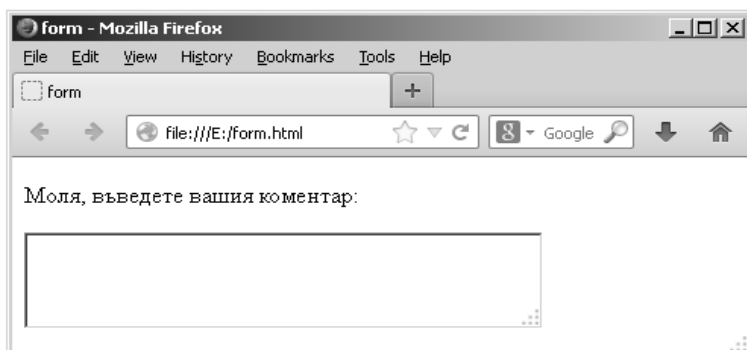 form - Mozilla Firefox
File Edit View History Bookmarks Tools Help
form
file:///E:/form.html Google
Моля, въведете вашия коментар: